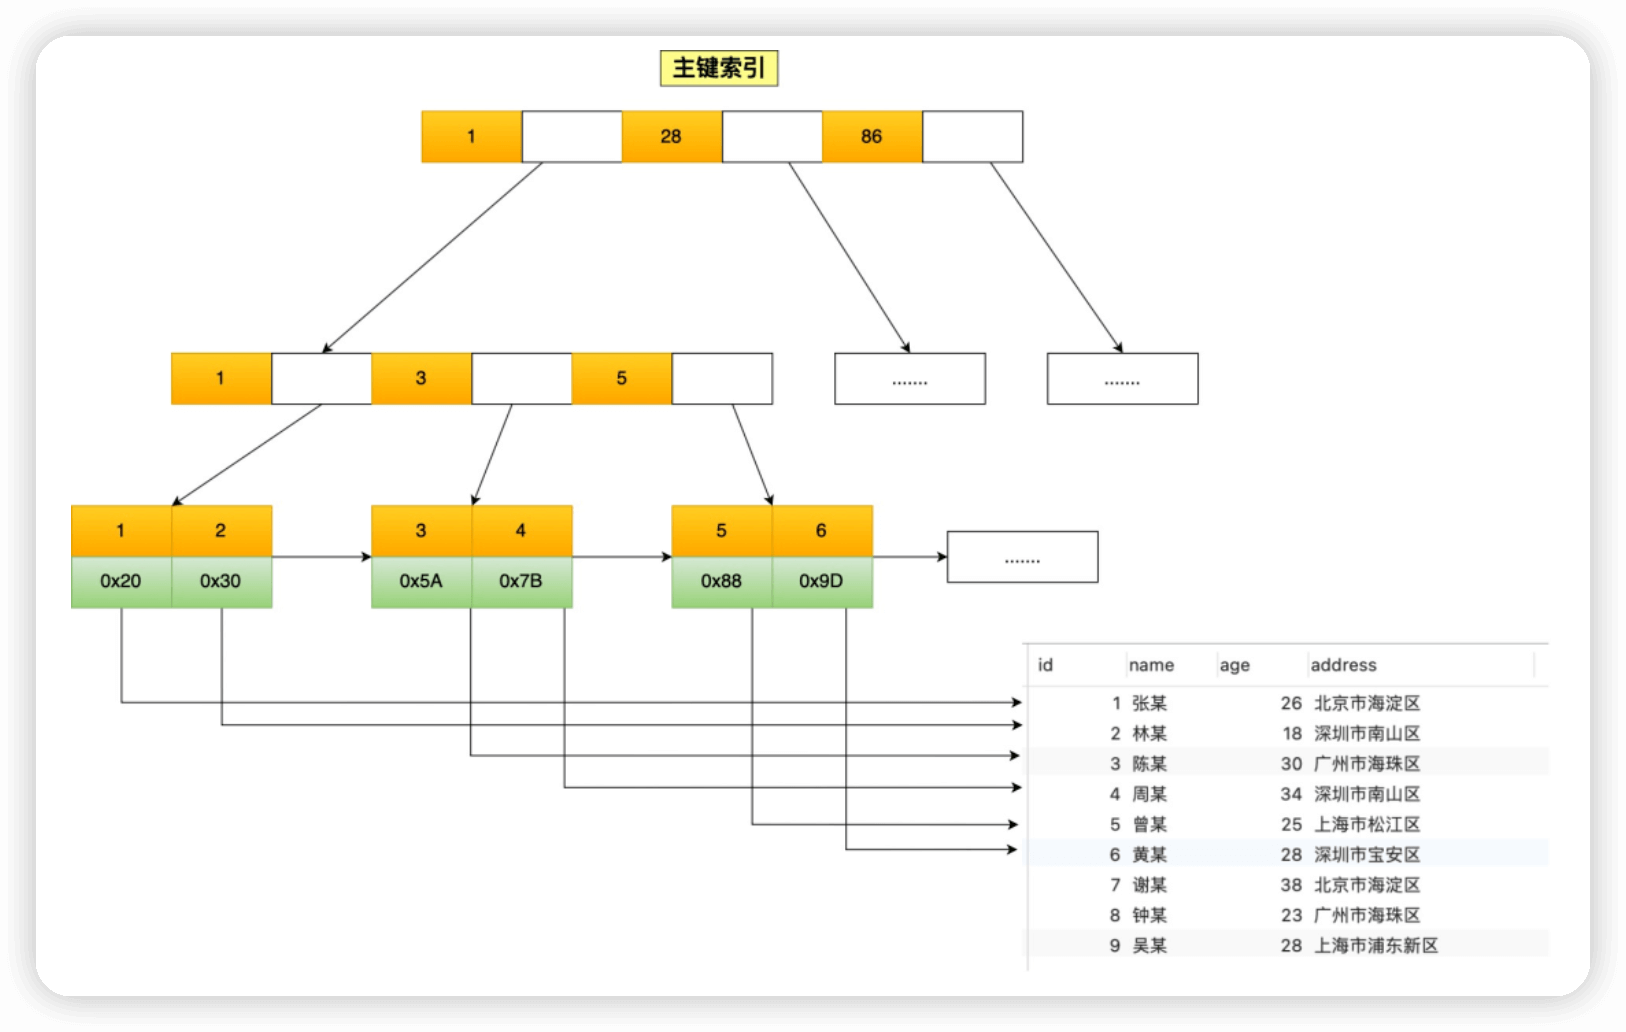 主键索引
1 28 86
1 3 5 ....... .......
1 2 3 4 5 6
.......
0x20 0x30 0x5A 0x7B 0x88 0x9D
id name age address
1 张某 26 北京市海淀区
2 林某 18 深圳市南山区
3 陈某 30 广州市海珠区
4 周某 34 深圳市南山区
5 曾某 25 上海市松江区
6 黄某 28 深圳市宝安区
7 谢某 38 北京市海淀区
8 钟某 23 广州市海珠区
9 吴某 28 上海市浦东新区